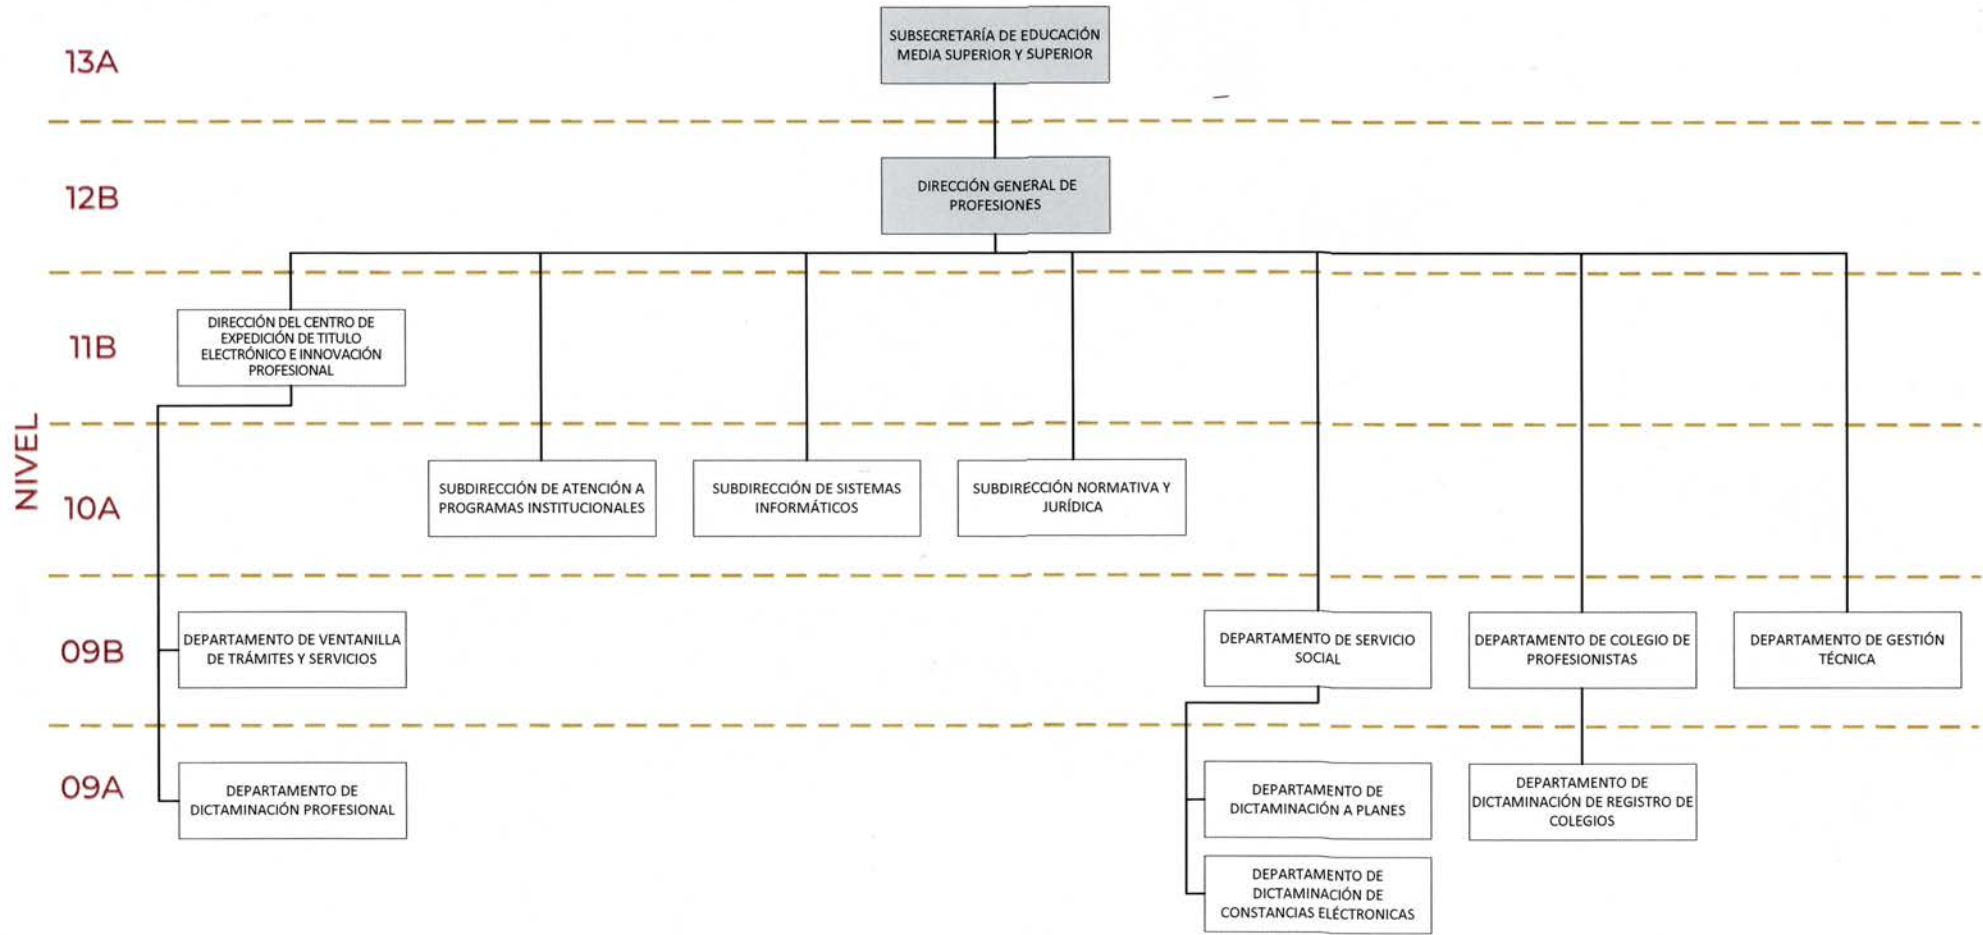 13A
SUBSECRETARÍA DE EDUCACIÓN
MEDIA SUPERIOR Y SUPERIOR
12B
DIRECCIÓN GENERAL DE
PROFESIONES
NIVEL
11B
DIRECCIÓN DEL CENTRO DE
EXPEDICIÓN DE TITULO
ELECTRÓNICO E INNOVACIÓN
PROFESIONAL
10A
SUBDIRECCIÓN DE ATENCIÓN A
PROGRAMAS INSTITUCIONALES
SUBDIRECCIÓN DE SISTEMAS
INFORMÁTICOS
SUBDIRECCIÓN NORMATIVA Y
JURÍDICA
09B
DEPARTAMENTO DE VENTANILLA
DE TRÁMITES Y SERVICIOS
DEPARTAMENTO DE SERVICIO
SOCIAL
DEPARTAMENTO DE COLEGIO DE
PROFESIONISTAS
DEPARTAMENTO DE GESTIÓN
TÉCNICA
09A
DEPARTAMENTO DE
DICTAMINACIÓN PROFESIONAL
DEPARTAMENTO DE
DICTAMINACIÓN A PLANES
DEPARTAMENTO DE
DICTAMINACIÓN DE REGISTRO DE
COLEGIOS
DEPARTAMENTO DE
DICTAMINACIÓN DE
CONSTANCIAS ELÉCTRONICAS